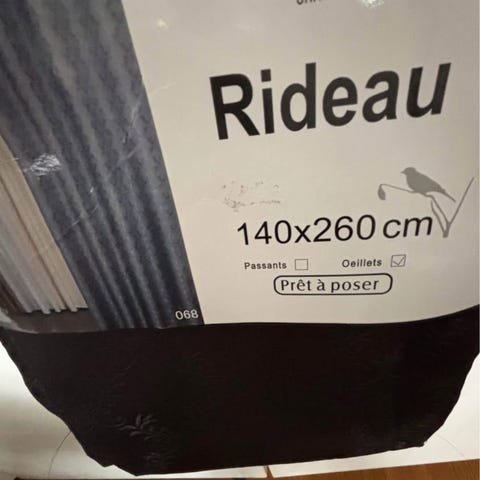 Rideau
140x260 cm
Passants
Oeillets
Prêt à poser
068